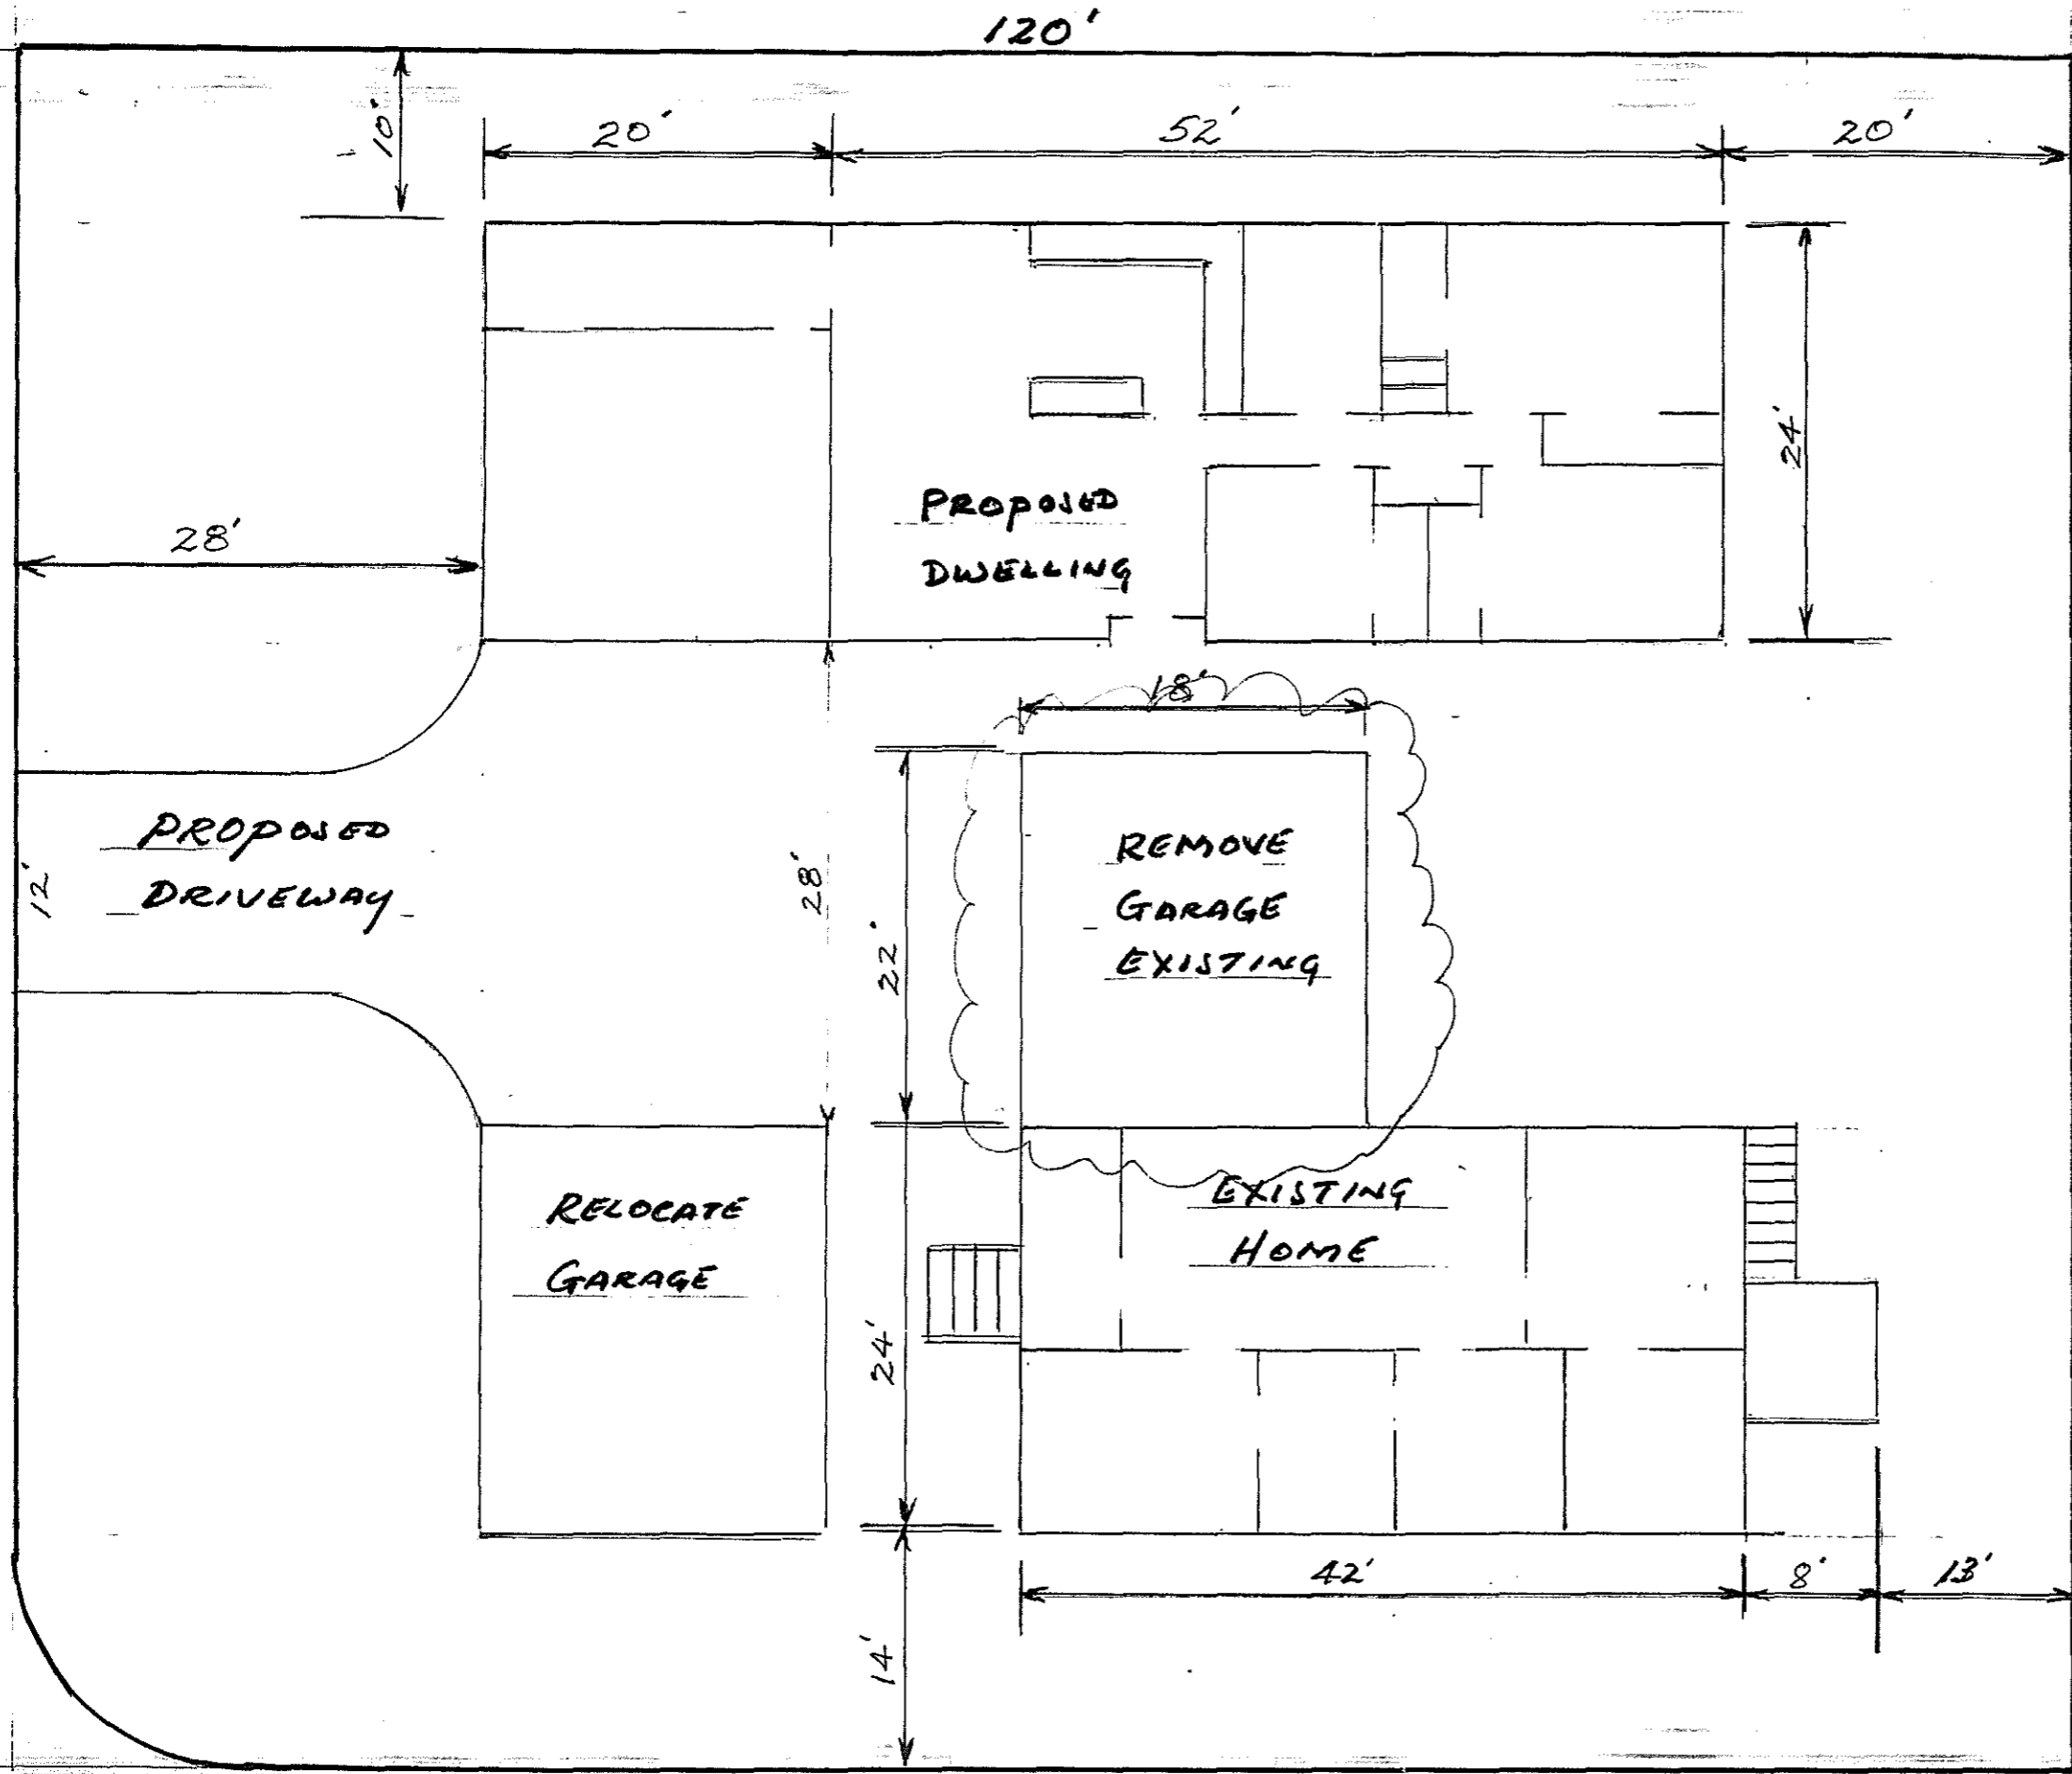 120'
10'
20'
52'
20'
28'
PROPOSED
DWELLING
24'
18'
PROPOSED
DRIVEWAY
12'
28'
22'
REMOVE
GARAGE
EXISTING
RELOCATE
GARAGE
24'
EXISTING
HOME
42'
8'
13'
14'